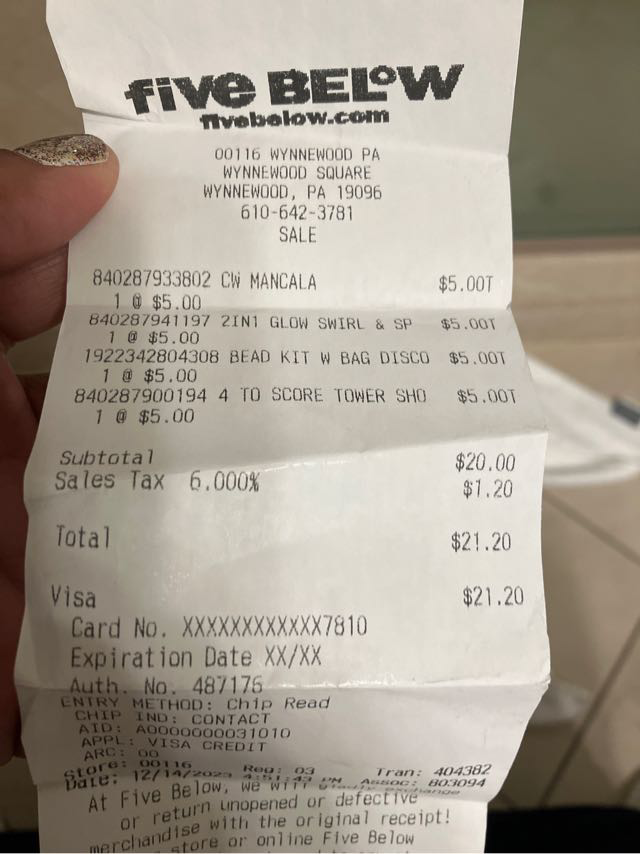 five BELOW
fivebelow.com
00116 WYNNEWOOD PA
WYNNEWOOD SQUARE
WYNNEWOOD, PA 19096
610-642-3781
SALE
840287933802 CW MANCALA $5.00T
1 @ $5.00
840287941197 2IN1 GLOW SWIRL & SP $5.00T
1 @ $5.00
1922342804308 BEAD KIT W BAG DISCO $5.00T
1 @ $5.00
840287900194 4 TO SCORE TOWER SHO $5.00T
1 @ $5.00
Subtotal $20.00
Sales Tax 6.000% $1.20
Total $21.20
Visa $21.20
Card No. XXXXXXXXXXXX7810
Expiration Date XX/XX
Auth. No. 487176
ENTRY METHOD: Chip Read
CHIP IND: CONTACT
AID: A0000000031010
APPL: VISA CREDIT
ARC: 00
Store: 00116 Reg: 03 Tran: 404382
Date: 12/14/2023 4:51:43 PM Assoc: 803094
At Five Below, we will gladly exchange
or return unopened or defective
merchandise with the original receipt!
store or online Five Below